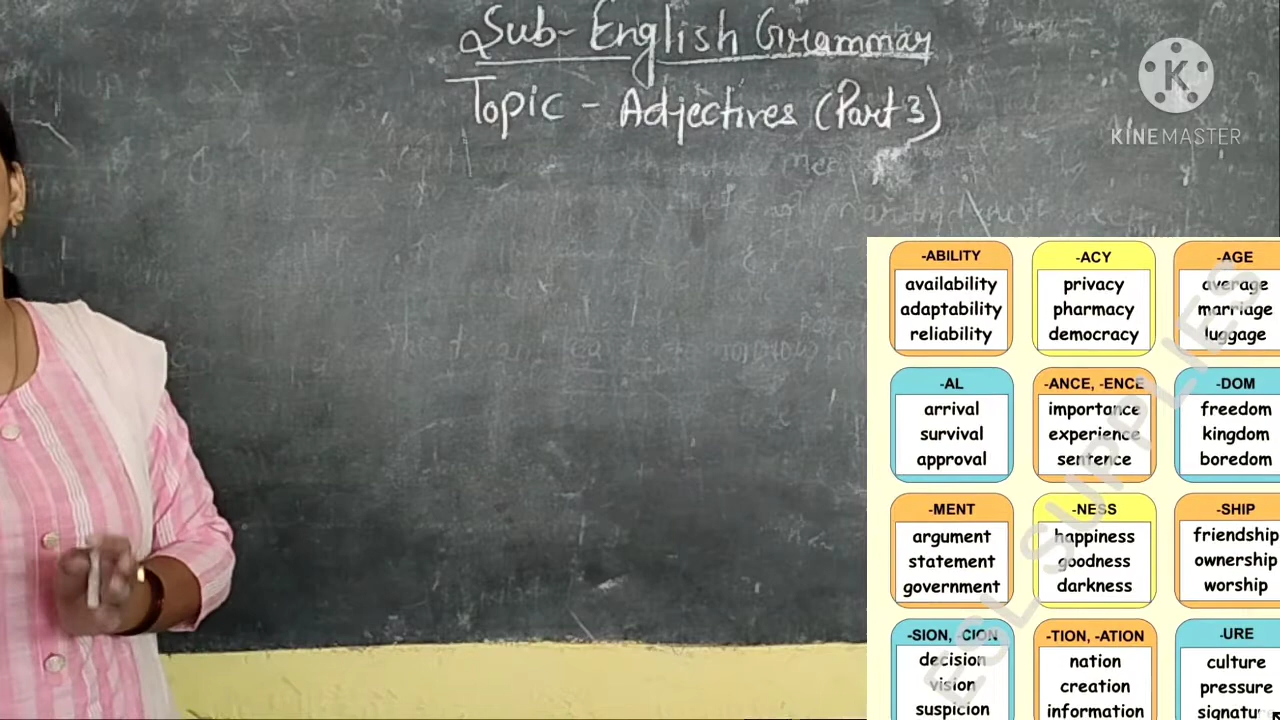 Sub- English Grammar
Topic - Adjectives (Part 3)
KINEMASTER
-ABILITY
availability
adaptability
reliability
-ACY
privacy
pharmacy
democracy
-AGE
average
marriage
luggage
-AL
arrival
survival
approval
-ANCE, -ENCE
importance
experience
sentence
-DOM
freedom
kingdom
boredom
-MENT
argument
statement
government
-NESS
happiness
goodness
darkness
-SHIP
friendship
ownership
worship
-SION, -CION
decision
vision
suspicion
-TION, -ATION
nation
creation
information
-URE
culture
pressure
ESL SUPPLIES